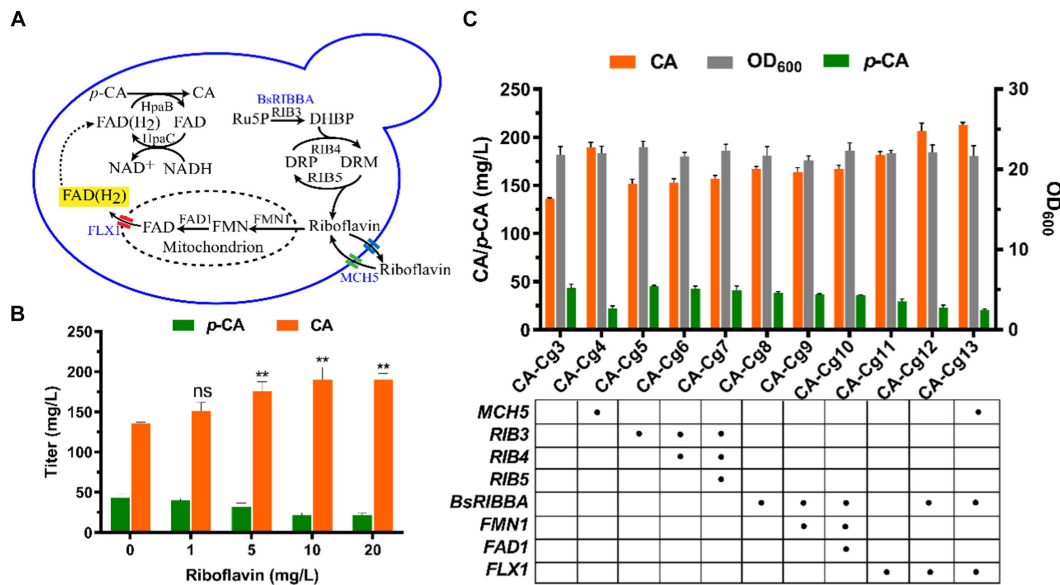 A
p-CA
CA
HpaB
FAD(H2)
FAD
HpaC
NAD+
NADH
FAD(H2)
FLX1
FAD
FAD1
FMN
FMN1
Mitochondrion
BsRIBBA
Ru5P
RIB3
DHBP
RIB4
DRP
DRM
RIB5
Riboflavin
Riboflavin
MCH5
B
p-CA
CA
Titer (mg/L)
250
200
150
100
50
0
ns
**
**
**
0
1
5
10
20
Riboflavin (mg/L)
C
CA
OD600
p-CA
CA/p-CA (mg/L)
250
200
150
100
50
0
30
20
10
0
OD600
CA-Cg3
CA-Cg4
CA-Cg5
CA-Cg6
CA-Cg7
CA-Cg8
CA-Cg9
CA-Cg10
CA-Cg11
CA-Cg12
CA-Cg13
MCH5
RIB3
RIB4
RIB5
BsRIBBA
FMN1
FAD1
FLX1